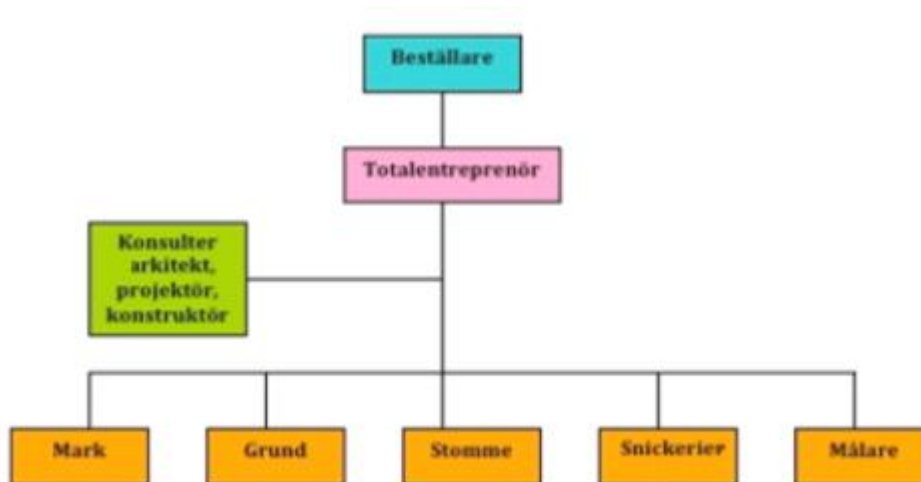 Beställare
Totalentreprenör
Konsulter
arkitekt,
projektör,
konstruktör
Mark
Grund
Stomme
Snickerier
Målare